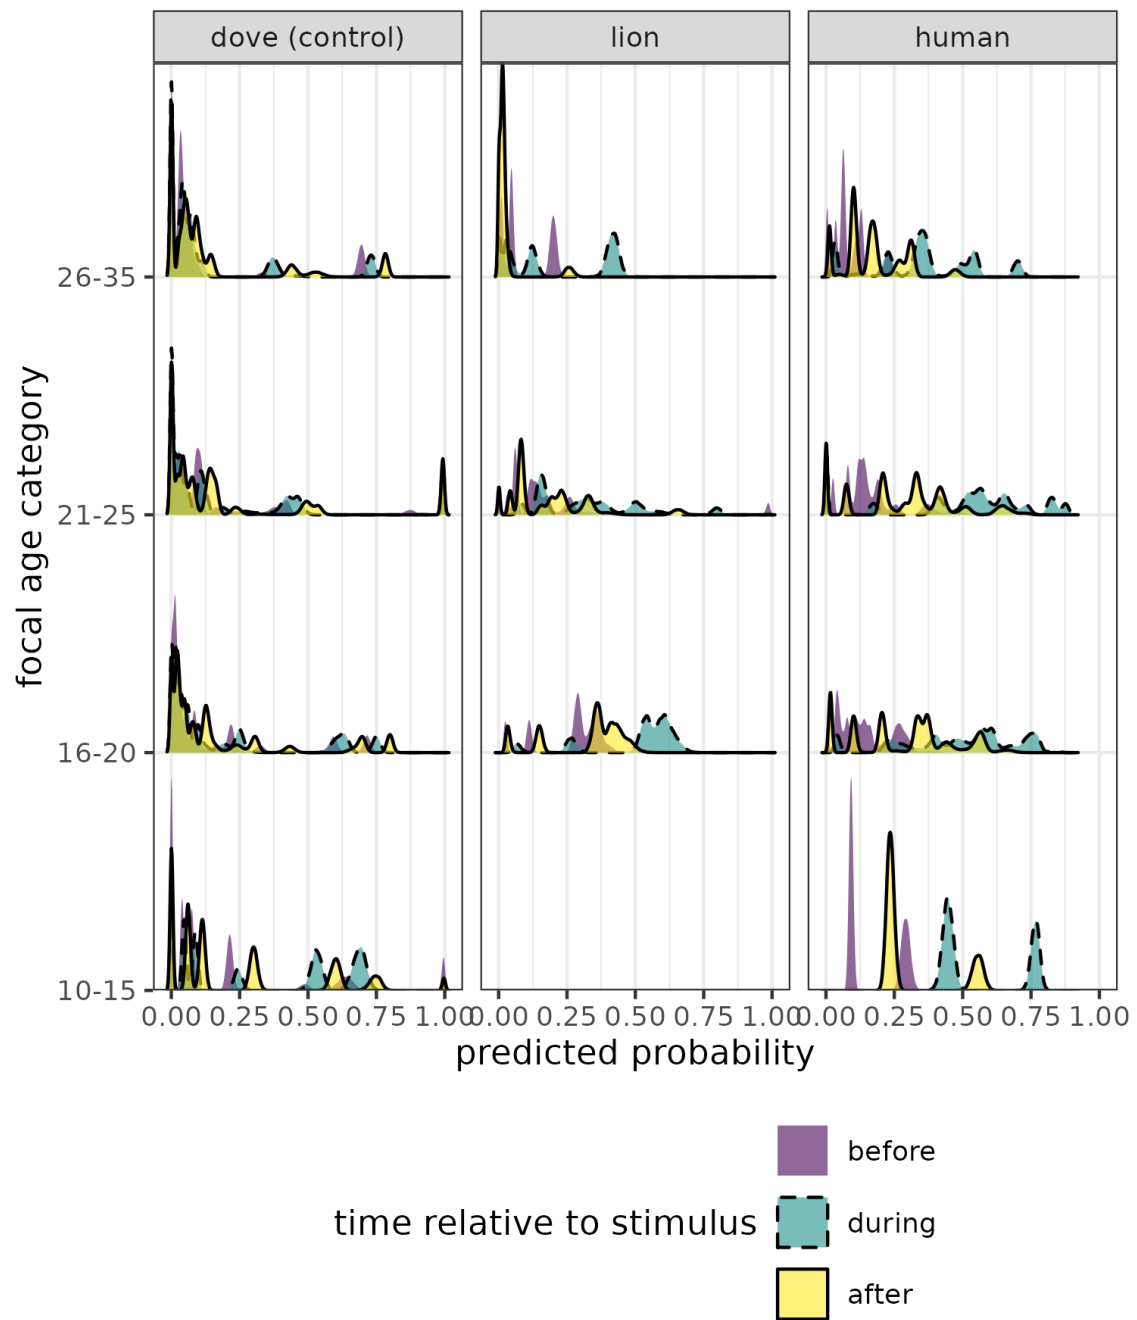 dove (control) lion human
focal age category
26-35
21-25
16-20
10-15
0.00 0.25 0.50 0.75 1.00 0.00 0.25 0.50 0.75 1.00 0.00 0.25 0.50 0.75 1.00
predicted probability
before
time relative to stimulus during
after